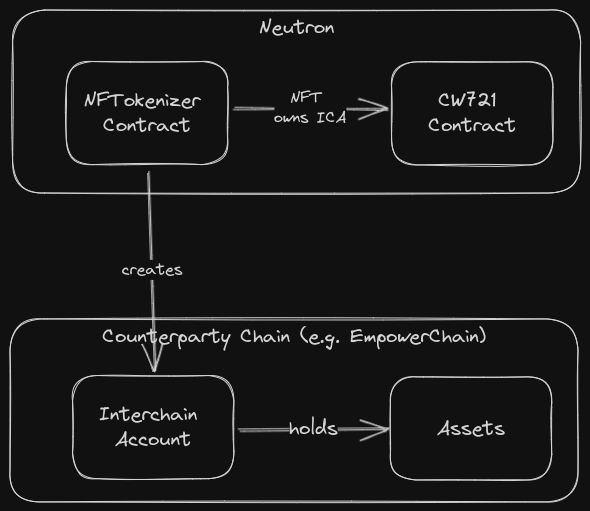 Neutron
NFTokenizer
Contract
NFT
owns ICA
CW721
Contract
creates
Counterparty Chain (e.g. EmpowerChain)
Interchain
Account
holds
Assets